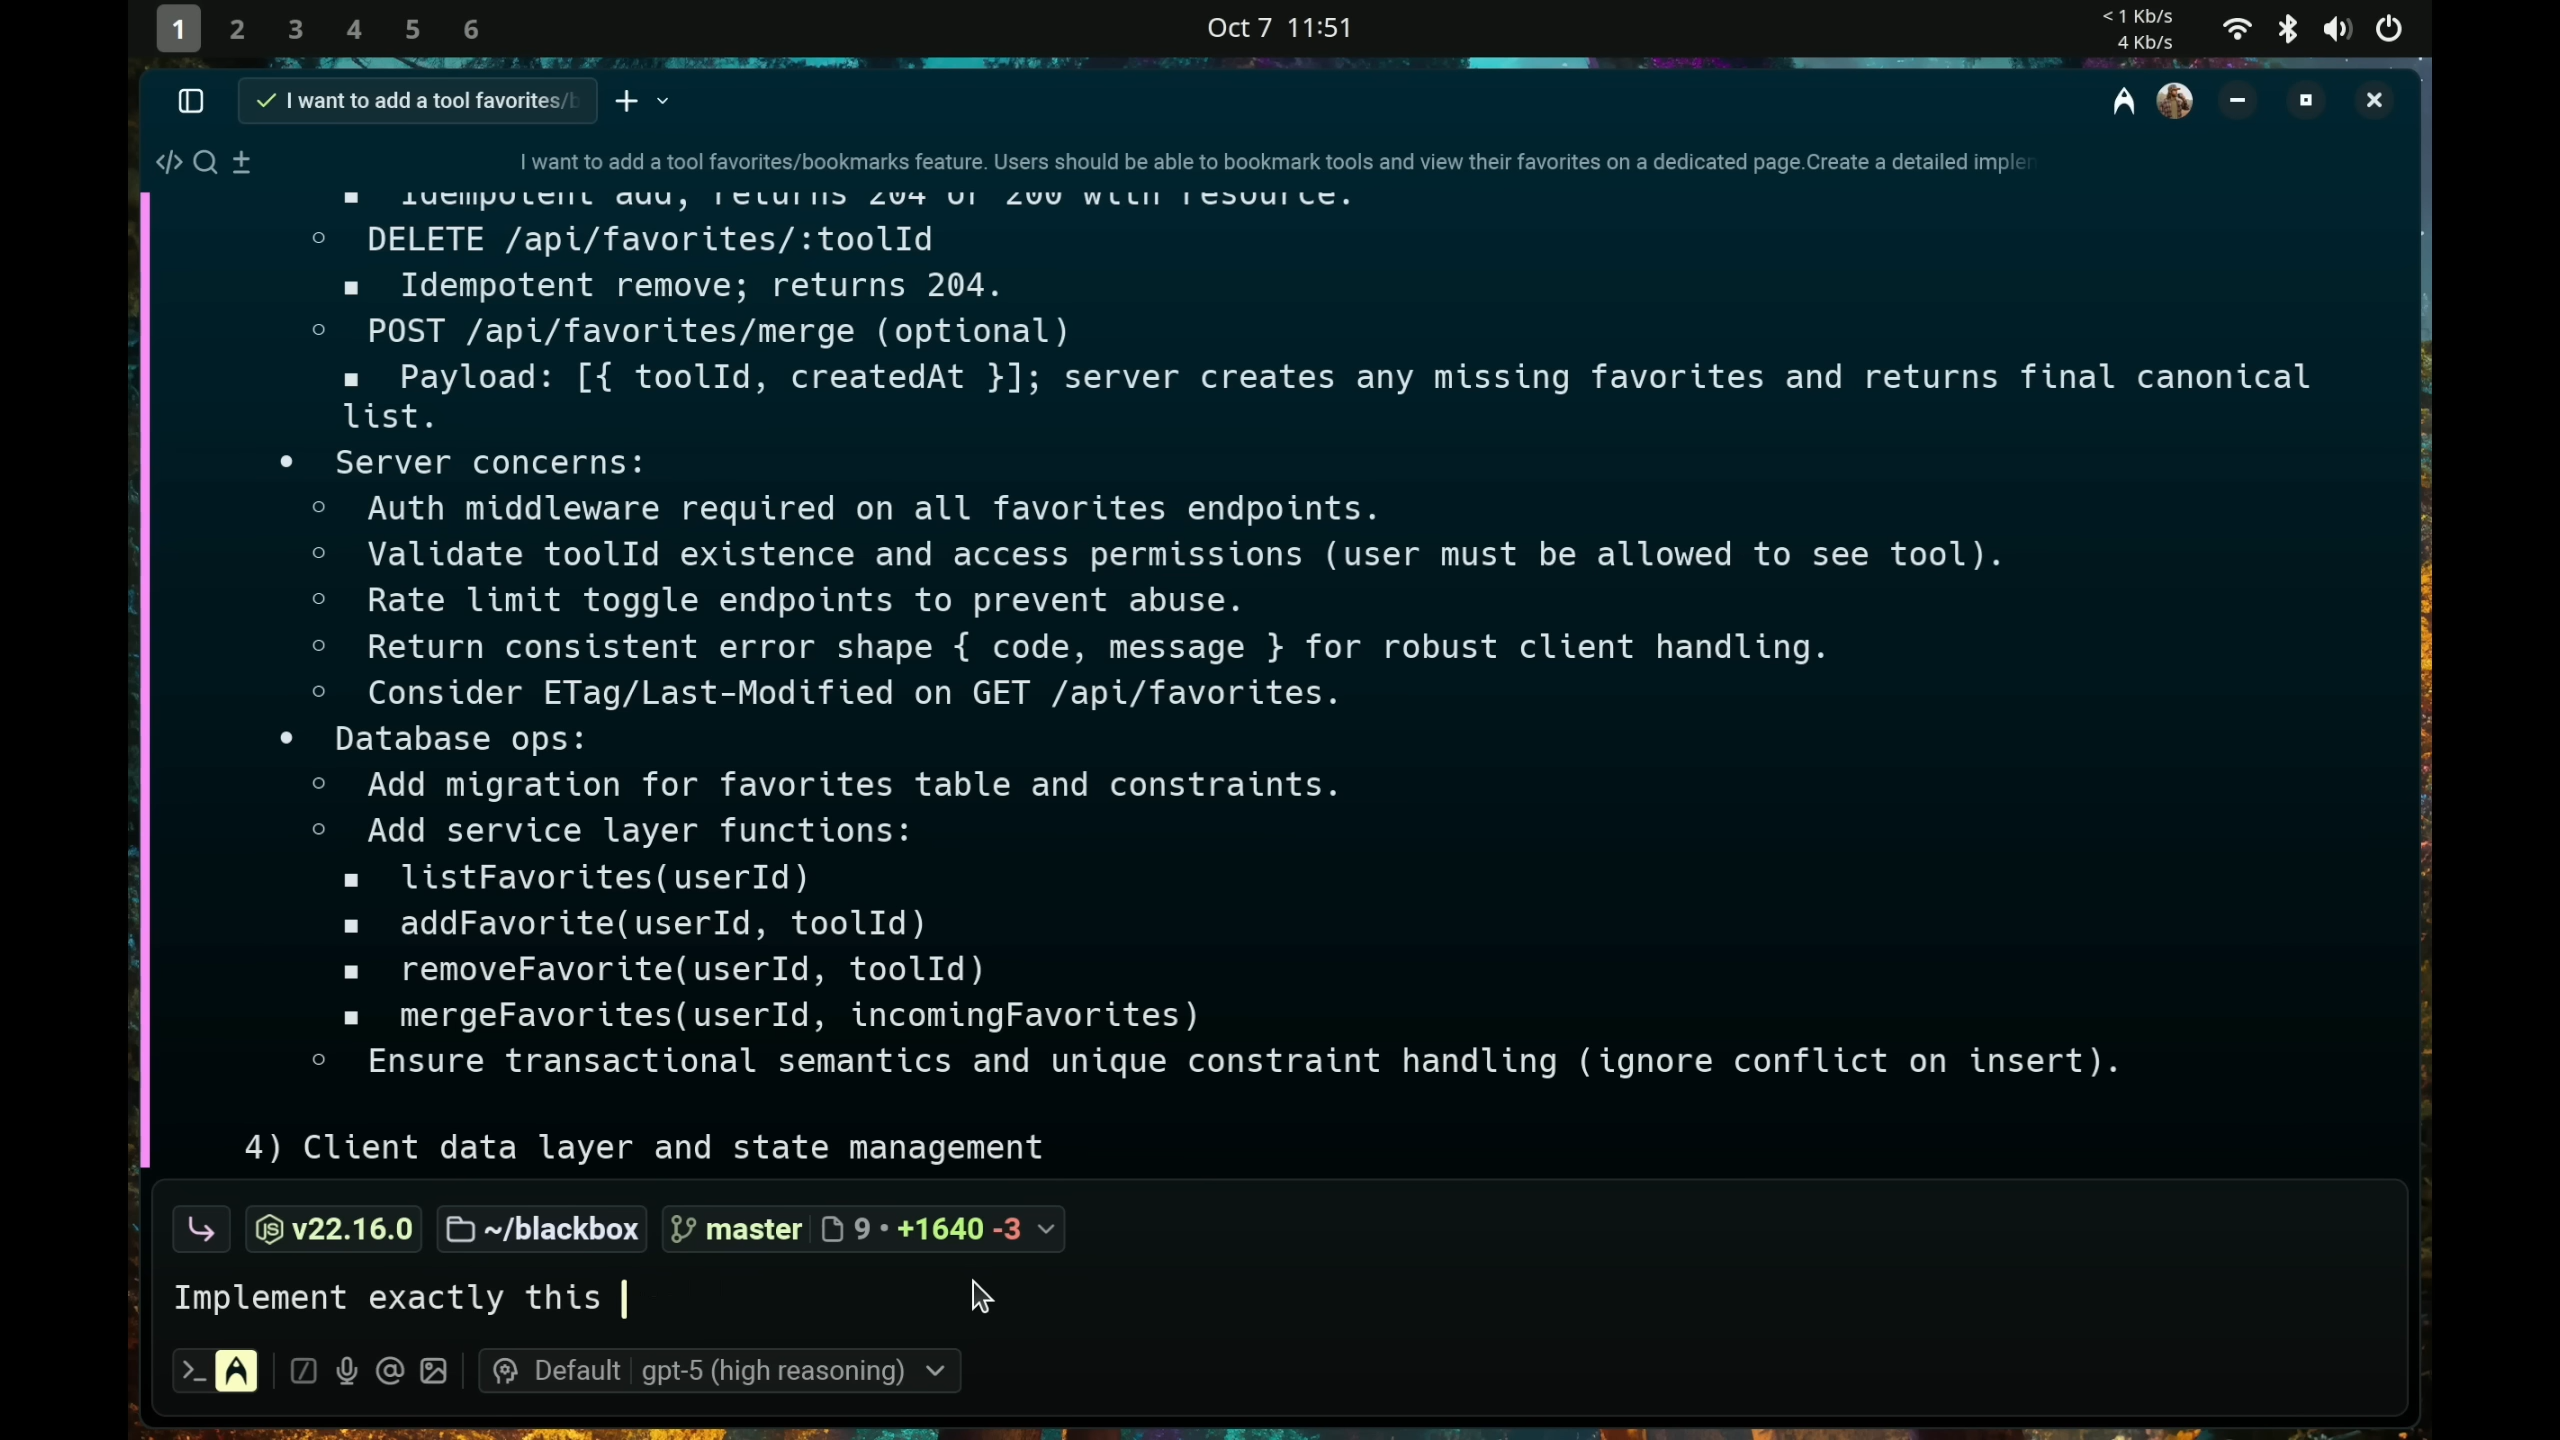 1 2 3 4 5 6
Oct 7 11:51
< 1 Kb/s
4 Kb/s
I want to add a tool favorites/b
I want to add a tool favorites/bookmarks feature. Users should be able to bookmark tools and view their favorites on a dedicated page.Create a detailed implen
▪ Idempotent add; returns 204 or 200 with resource.
○ DELETE /api/favorites/:toolId
▪ Idempotent remove; returns 204.
○ POST /api/favorites/merge (optional)
▪ Payload: [{ toolId, createdAt }]; server creates any missing favorites and returns final canonical
list.
• Server concerns:
○ Auth middleware required on all favorites endpoints.
○ Validate toolId existence and access permissions (user must be allowed to see tool).
○ Rate limit toggle endpoints to prevent abuse.
○ Return consistent error shape { code, message } for robust client handling.
○ Consider ETag/Last-Modified on GET /api/favorites.
• Database ops:
○ Add migration for favorites table and constraints.
○ Add service layer functions:
▪ listFavorites(userId)
▪ addFavorite(userId, toolId)
▪ removeFavorite(userId, toolId)
▪ mergeFavorites(userId, incomingFavorites)
○ Ensure transactional semantics and unique constraint handling (ignore conflict on insert).
4) Client data layer and state management
v22.16.0 ~/blackbox master 9 • +1640 -3
Implement exactly this
Default gpt-5 (high reasoning)